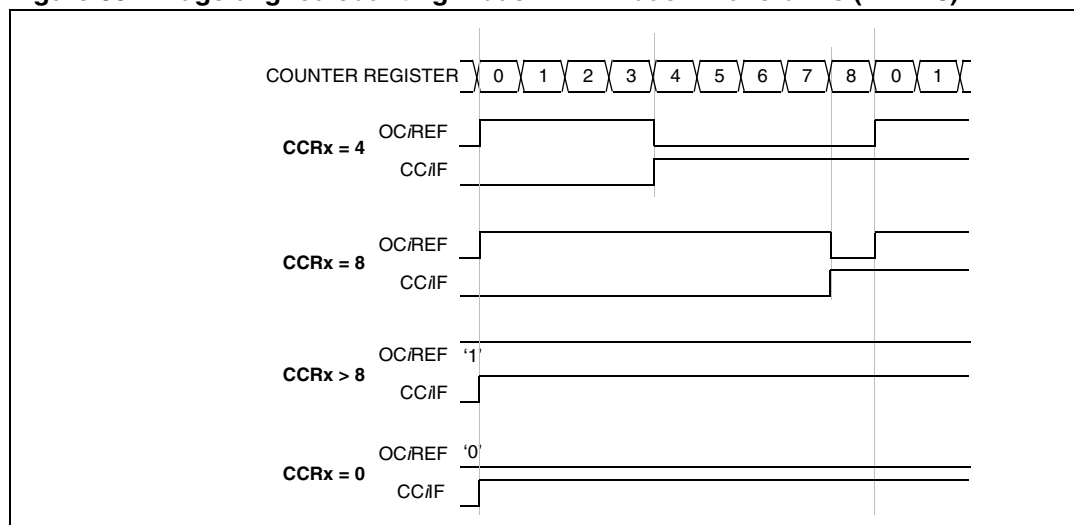 COUNTER REGISTER 0 1 2 3 4 5 6 7 8 0 1
OCiREF
CCRx = 4
CCiIF
OCiREF
CCRx = 8
CCiIF
OCiREF '1'
CCRx > 8
CCiIF
OCiREF '0'
CCRx = 0
CCiIF